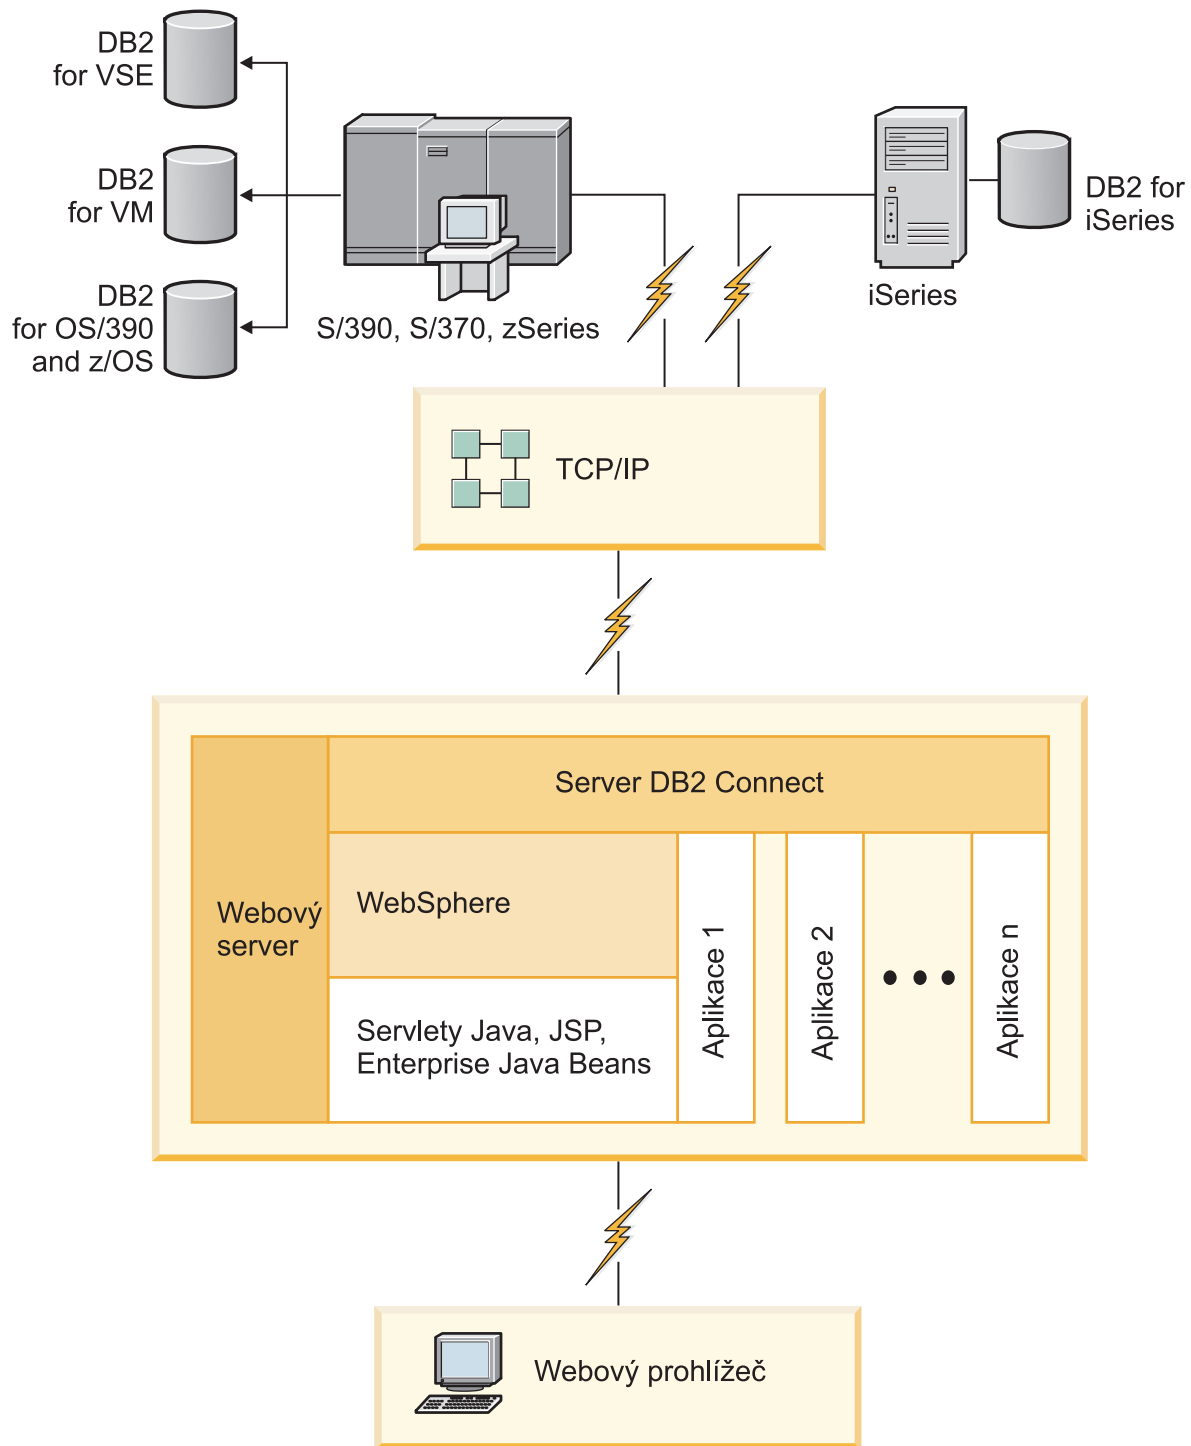 DB2
for VSE
DB2
for VM
DB2
for OS/390
and z/OS
S/390, S/370, zSeries
DB2 for
iSeries
iSeries
TCP/IP
Server DB2 Connect
Webový
server
WebSphere
Servlety Java, JSP,
Enterprise Java Beans
Aplikace 1
Aplikace 2
Aplikace n
Webový prohlížeč